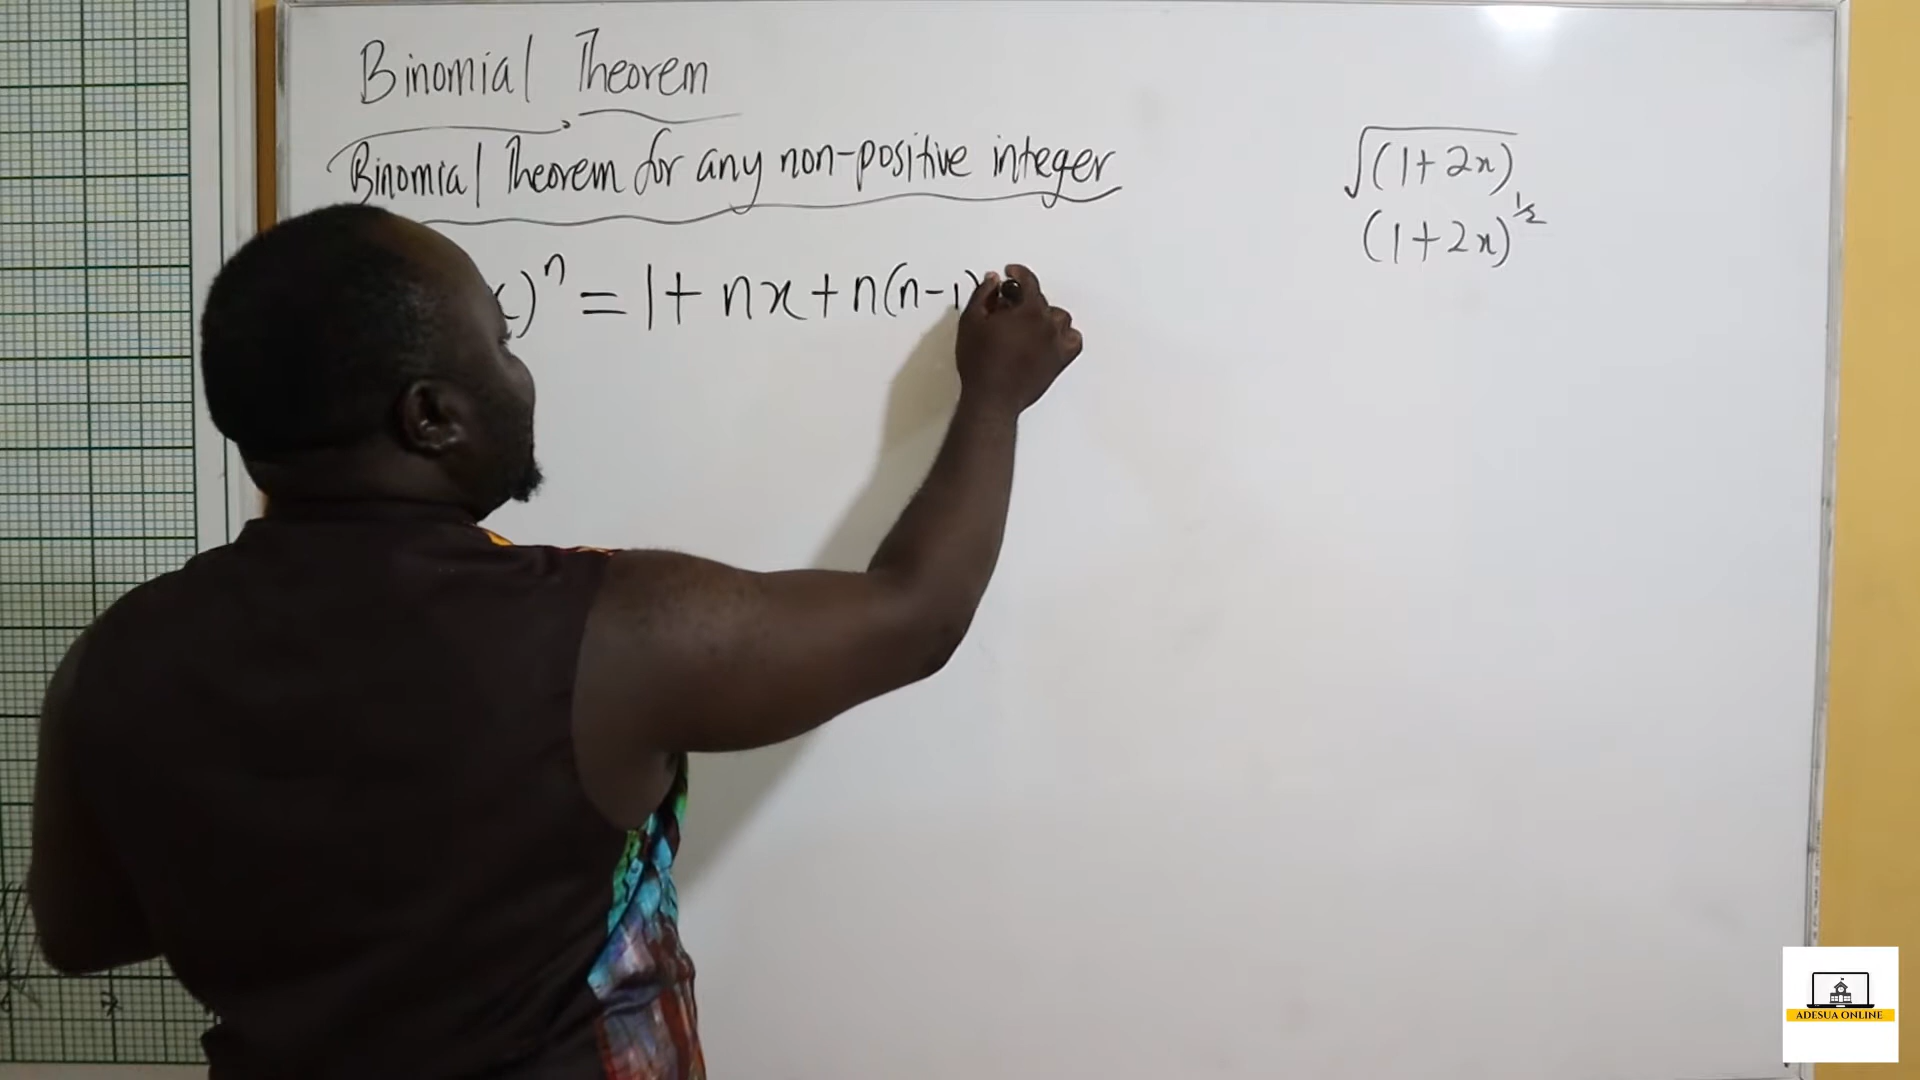 Binomial Theorem
Binomial Theorem for any non-positive integer
)ⁿ = 1 + nx + n(n-1)
√(1+2x)
(1+2x)^½
ADESUA ONLINE